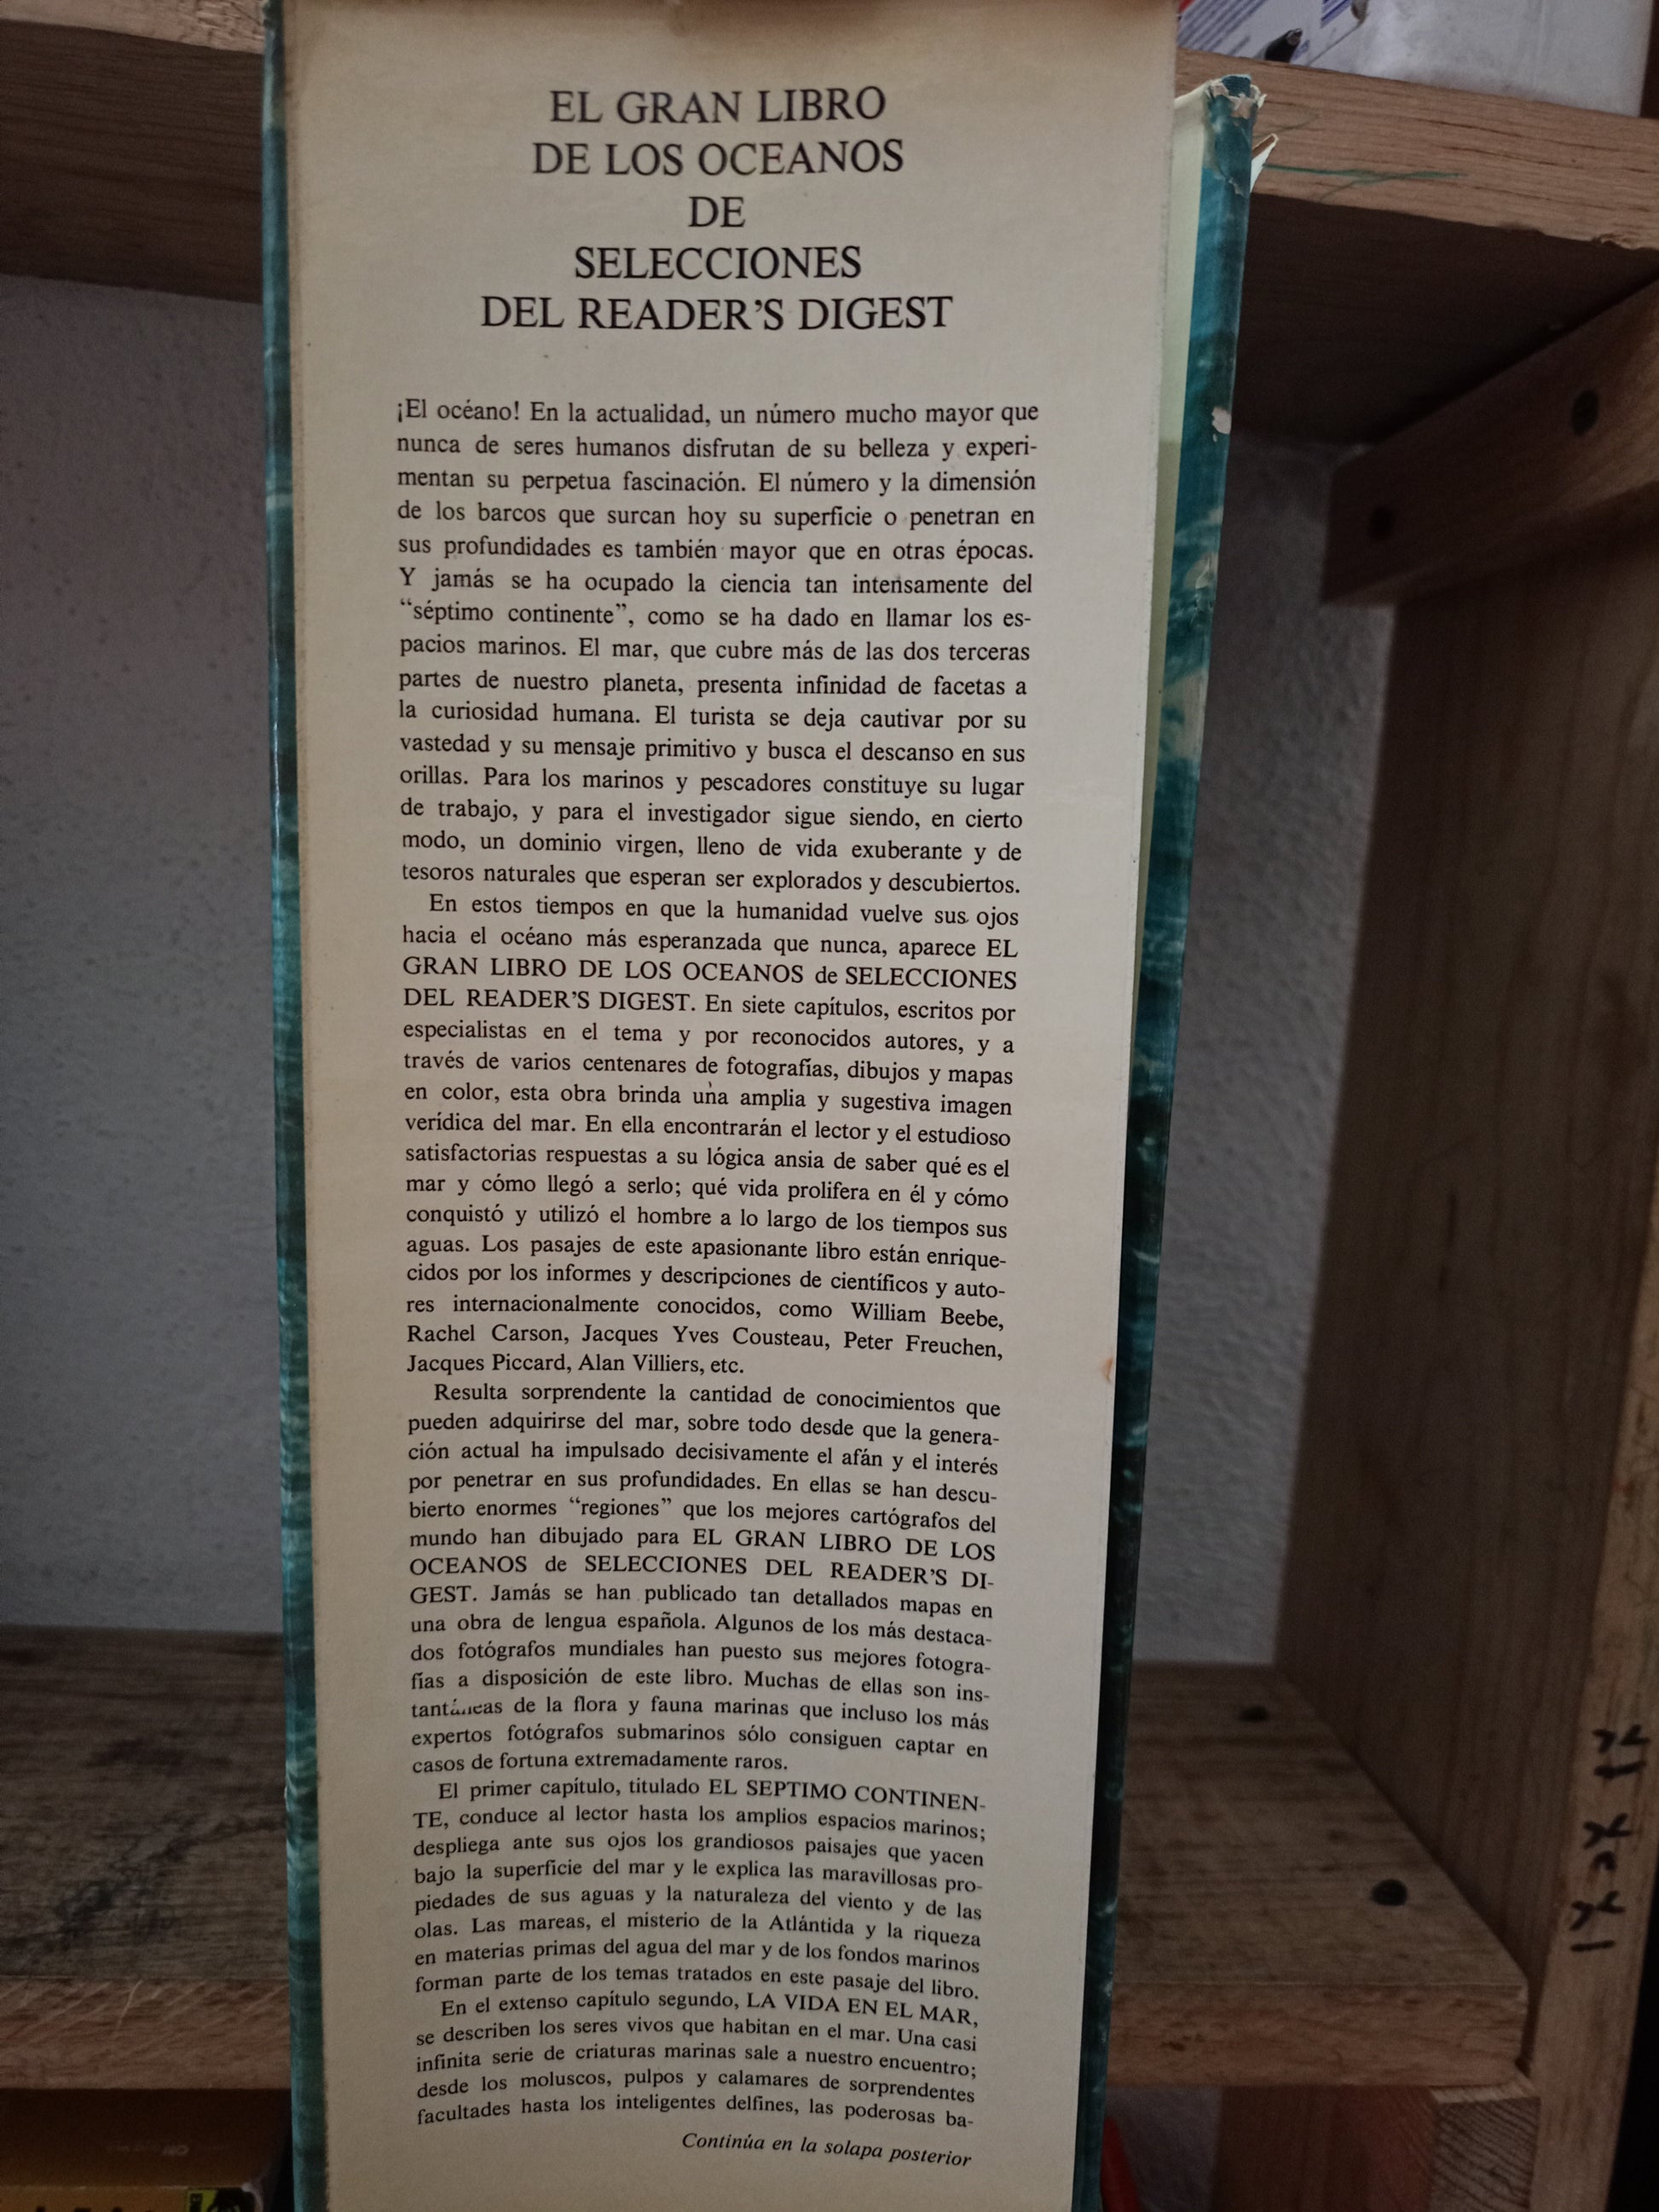 EL GRAN LIBRO
DE LOS OCEANOS
DE
SELECCIONES
DEL READER'S DIGEST
¡El océano! En la actualidad, un número mucho mayor que
nunca de seres humanos disfrutan de su belleza y experi-
mentan su perpetua fascinación. El número y la dimensión
de los barcos que surcan hoy su superficie o penetran en
sus profundidades es también mayor que en otras épocas.
Y jamás se ha ocupado la ciencia tan intensamente del
“séptimo continente”, como se ha dado en llamar los es-
pacios marinos. El mar, que cubre más de las dos terceras
partes de nuestro planeta, presenta infinidad de facetas a
la curiosidad humana. El turista se deja cautivar por su
vastedad y su mensaje primitivo y busca el descanso en sus
orillas. Para los marinos y pescadores constituye su lugar
de trabajo, y para el investigador sigue siendo, en cierto
modo, un dominio virgen, lleno de vida exuberante y de
tesoros naturales que esperan ser explorados y descubiertos.
En estos tiempos en que la humanidad vuelve sus ojos
hacia el océano más esperanzada que nunca, aparece EL
GRAN LIBRO DE LOS OCEANOS de SELECCIONES
DEL READER'S DIGEST. En siete capítulos, escritos por
especialistas en el tema y por reconocidos autores, y a
través de varios centenares de fotografías, dibujos y mapas
en color, esta obra brinda una amplia y sugestiva imagen
verídica del mar. En ella encontrarán el lector y el estudioso
satisfactorias respuestas a su lógica ansia de saber qué es el
mar y cómo llegó a serlo; qué vida prolifera en él y cómo
conquistó y utilizó el hombre a lo largo de los tiempos sus
aguas. Los pasajes de este apasionante libro están enrique-
cidos por los informes y descripciones de científicos y auto-
res internacionalmente conocidos, como William Beebe,
Rachel Carson, Jacques Yves Cousteau, Peter Freuchen,
Jacques Piccard, Alan Villiers, etc.
Resulta sorprendente la cantidad de conocimientos que
pueden adquirirse del mar, sobre todo desde que la genera-
ción actual ha impulsado decisivamente el afán y el interés
por penetrar en sus profundidades. En ellas se han descu-
bierto enormes “regiones” que los mejores cartógrafos del
mundo han dibujado para EL GRAN LIBRO DE LOS
OCEANOS de SELECCIONES DEL READER'S DI-
GEST. Jamás se han publicado tan detallados mapas en
una obra de lengua española. Algunos de los más destaca-
dos fotógrafos mundiales han puesto sus mejores fotogra-
fías a disposición de este libro. Muchas de ellas son ins-
tantáneas de la flora y fauna marinas que incluso los más
expertos fotógrafos submarinos sólo consiguen captar en
casos de fortuna extremadamente raros.
El primer capítulo, titulado EL SEPTIMO CONTINEN-
TE, conduce al lector hasta los amplios espacios marinos;
despliega ante sus ojos los grandiosos paisajes que yacen
bajo la superficie del mar y le explica las maravillosas pro-
piedades de sus aguas y la naturaleza del viento y de las
olas. Las mareas, el misterio de la Atlántida y la riqueza
en materias primas del agua del mar y de los fondos marinos
forman parte de los temas tratados en este pasaje del libro.
En el extenso capítulo segundo, LA VIDA EN EL MAR,
se describen los seres vivos que habitan en el mar. Una casi
infinita serie de criaturas marinas sale a nuestro encuentro;
desde los moluscos, pulpos y calamares de sorprendentes
facultades hasta los inteligentes delfines, las poderosas ba-
Continúa en la solapa posterior